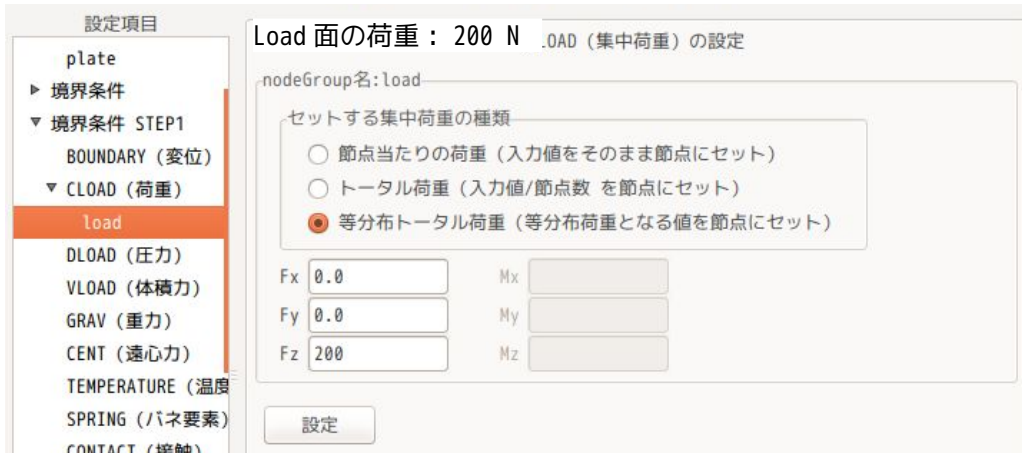 設定項目
plate
境界条件
境界条件 STEP1
BOUNDARY (変位)
CLOAD (荷重)
load
DLOAD (圧力)
VLOAD (体積力)
GRAV (重力)
CENT (遠心力)
TEMPERATURE (温度
SPRING (バネ要素)
CONTACT (接触)
Load 面の荷重: 200 N
LOAD (集中荷重) の設定
nodeGroup名:load
セットする集中荷重の種類
節点当たりの荷重 (入力値をそのまま節点にセット)
トータル荷重 (入力値/節点数 を節点にセット)
等分布トータル荷重 (等分布荷重となる値を節点にセット)
Fx 0.0 Mx
Fy 0.0 My
Fz 200 Mz
設定